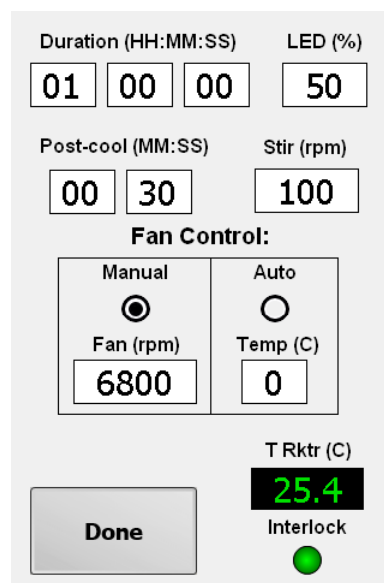 Duration (HH:MM:SS) LED (%)
01 00 00 50
Post-cool (MM:SS) Stir (rpm)
00 30 100
Fan Control:
Manual Auto
Fan (rpm) Temp (C)
6800 0
T Rktr (C)
25.4
Done Interlock